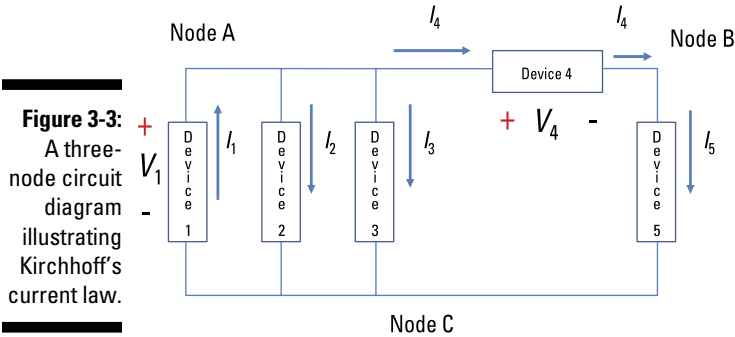 Figure 3-3:
A three-
node circuit
diagram
illustrating
Kirchhoff's
current law.
Node A
I4
I4
Node B
Device 4
+ V4 -
+
V1
-
Device 1
I1
Device 2
I2
Device 3
I3
Device 5
I5
Node C